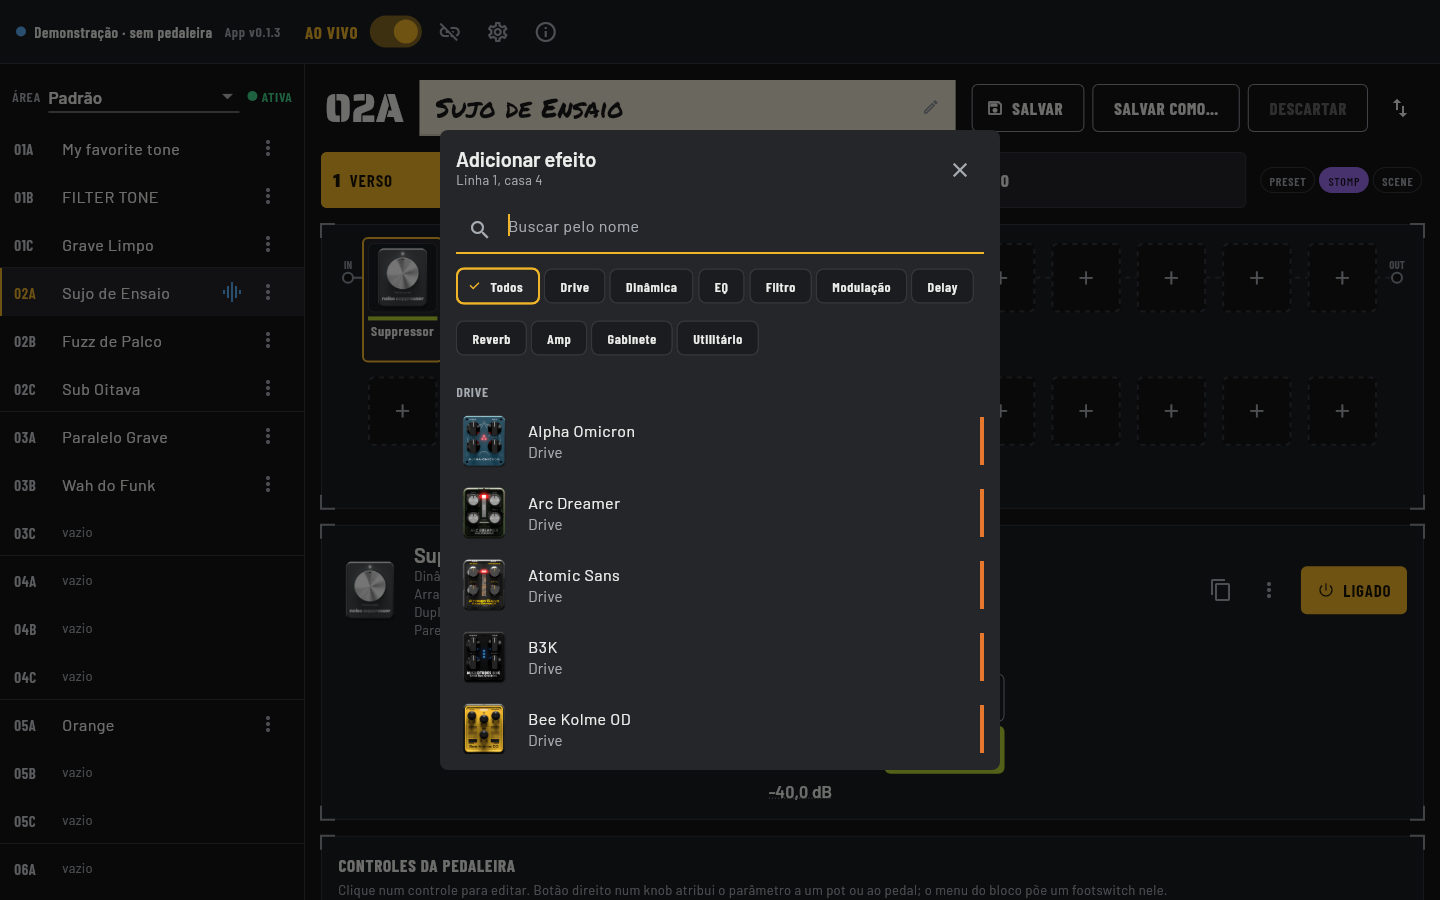 Demonstração · sem pedaleira App v0.1.3 AO VIVO
ÁREA Padrão ATIVA
01A My favorite tone
01B FILTER TONE
01C Grave Limpo
02A Sujo de Ensaio
02B Fuzz de Palco
02C Sub Oitava
03A Paralelo Grave
03B Wah do Funk
03C vazio
04A vazio
04B vazio
04C vazio
05A Orange
05B vazio
05C vazio
06A vazio
02A Sujo de Ensaio SALVAR SALVAR COMO... DESCARTAR
1 VERSO
PRESET STOMP SCENE
IN
OUT
Suppressor
Adicionar efeito
Linha 1, casa 4
Buscar pelo nome
Todos Drive Dinâmica EQ Filtro Modulação Delay
Reverb Amp Gabinete Utilitário
DRIVE
Alpha Omicron
Drive
Arc Dreamer
Drive
Atomic Sans
Drive
B3K
Drive
Bee Kolme OD
Drive
LIGADO
-40,0 dB
CONTROLES DA PEDALEIRA
Clique num controle para editar. Botão direito num knob atribui o parâmetro a um pot ou ao pedal; o menu do bloco põe um footswitch nele.